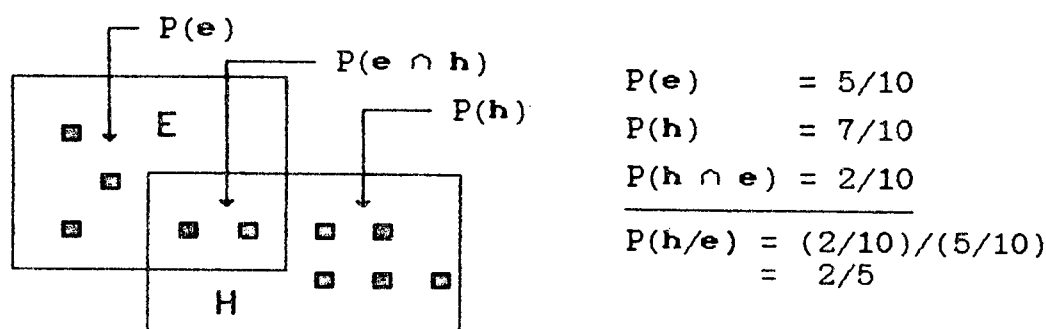 P(e)
P(e ∩ h)
P(h)
E
H
P(e) = 5/10
P(h) = 7/10
P(h ∩ e) = 2/10
P(h/e) = (2/10)/(5/10)
= 2/5